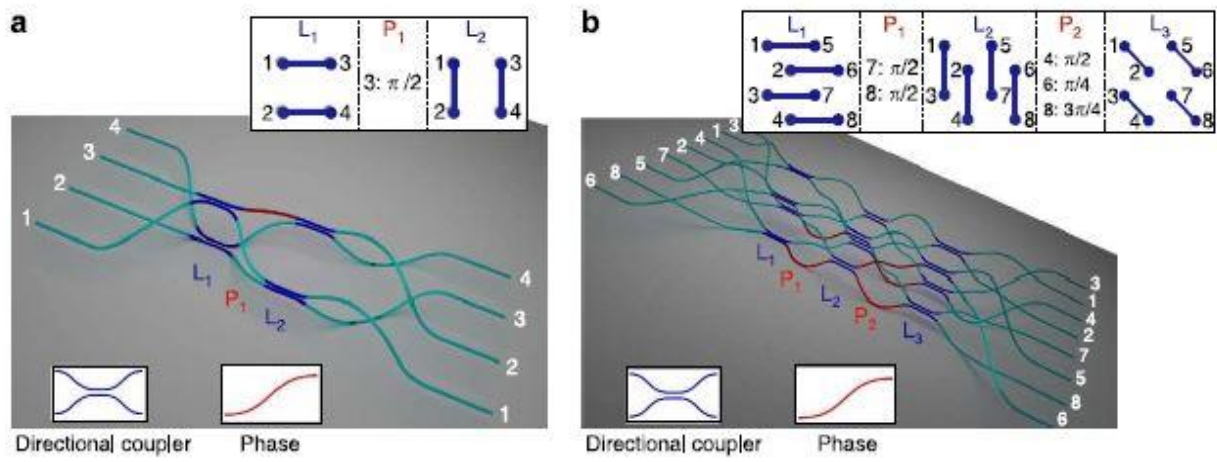 a
L₁ P₁ L₂
1 3 3: π/2 1 3
2 4 2 4
4
3
2
1
L₁
P₁
L₂
4
3
2
1
Directional coupler Phase
b
L₁ P₁ L₂ P₂ L₃
1 5 7: π/2 1 5 4: π/2 1 5
2 6 8: π/2 2 6 6: π/4 2 6
3 7 3 7 8: 3π/4 3 7
4 8 4 8 4 8
6 8 5 7 2 4 1 3
L₁
P₁
L₂
P₂
L₃
3
1
4
2
7
5
8
6
Directional coupler Phase